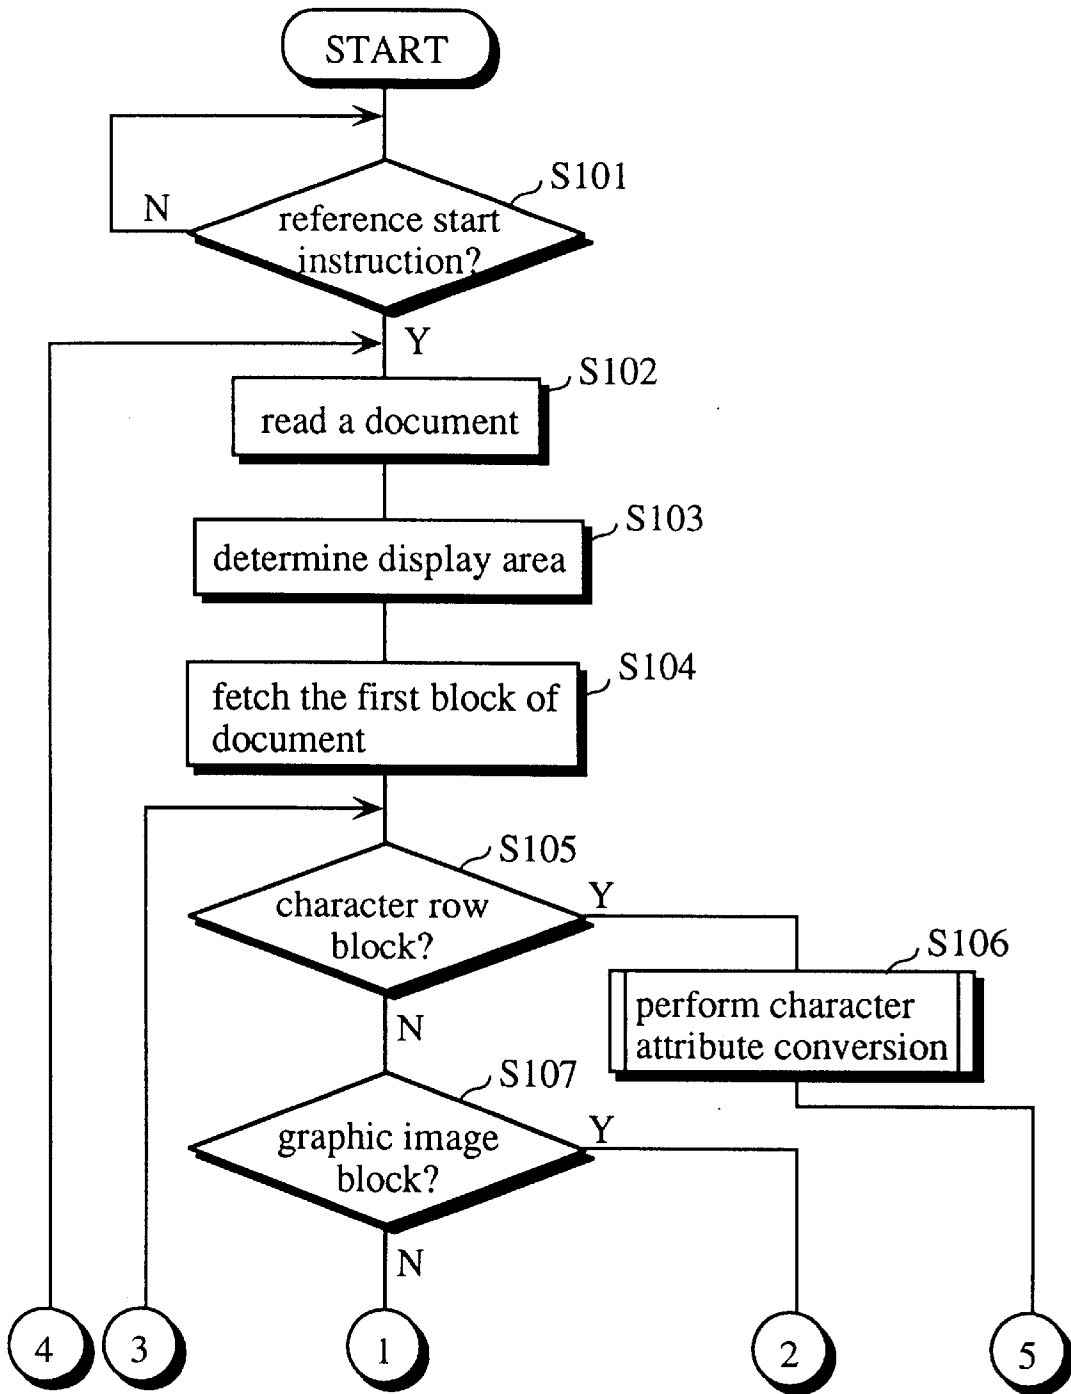 START
S101
N
reference start
instruction?
Y
S102
read a document
S103
determine display area
S104
fetch the first block of
document
S105
character row
block?
Y
S106
perform character
attribute conversion
N
S107
graphic image
block?
Y
N
4
3
1
2
5